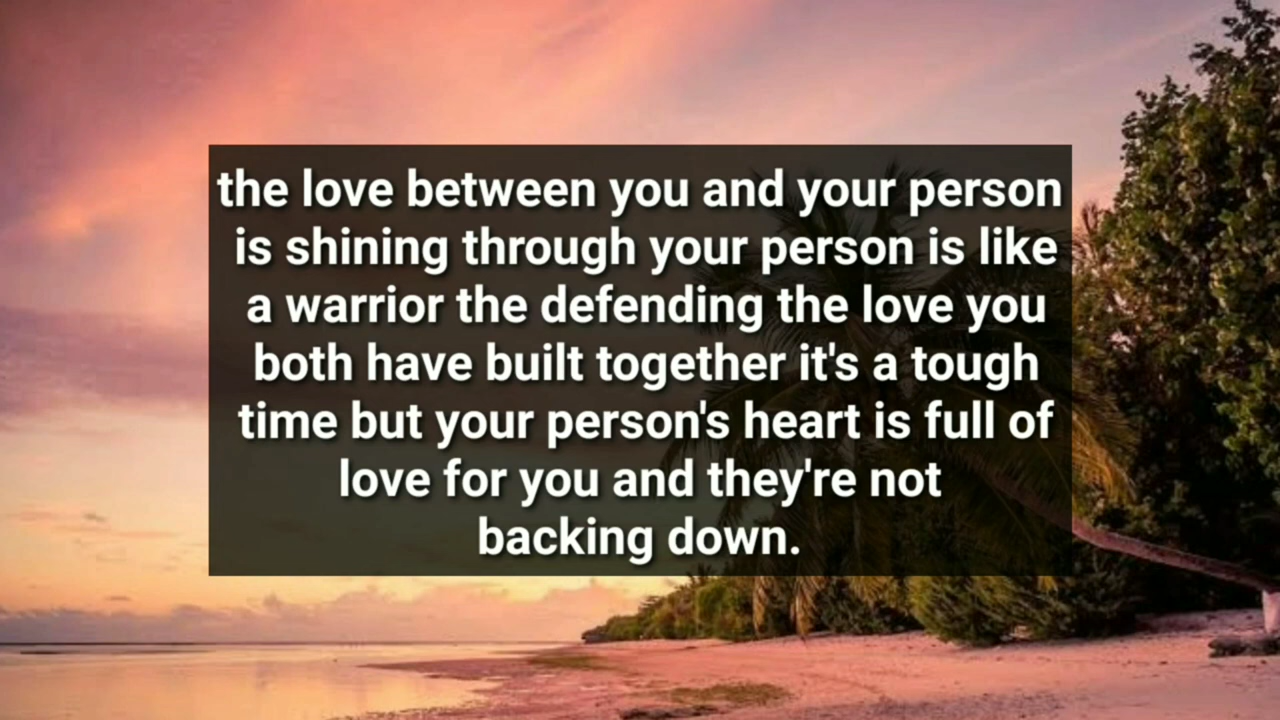 the love between you and your person
is shining through your person is like
a warrior the defending the love you
both have built together it's a tough
time but your person's heart is full of
love for you and they're not
backing down.